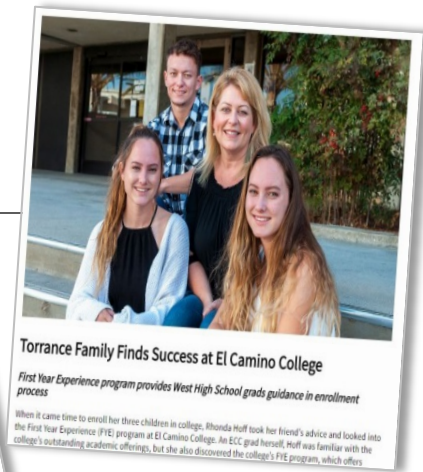 Torrance Family Finds Success at El Camino College
First Year Experience program provides West High School grads guidance in enrollment
process
When it came time to enroll her three children in college, Rhonda Hoff took her friend's advice and looked into
the First Year Experience (FYE) program at El Camino College. An ECC grad herself, Hoff was familiar with the
college's outstanding academic offerings, but she also discovered the college's FYE program, which offers